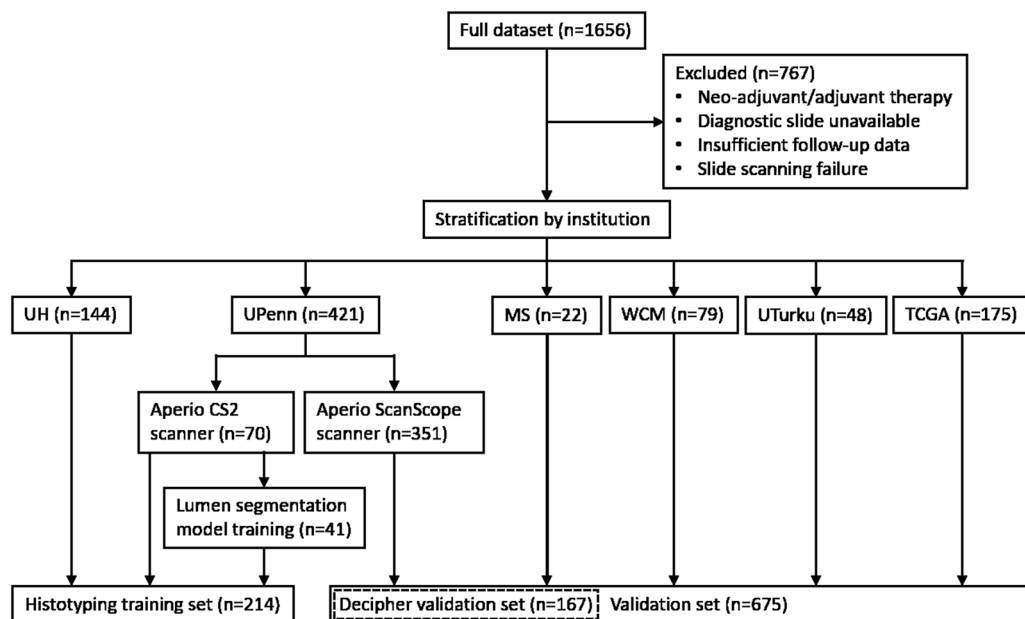 Full dataset (n=1656)
Excluded (n=767)
• Neo-adjuvant/adjuvant therapy
• Diagnostic slide unavailable
• Insufficient follow-up data
• Slide scanning failure
Stratification by institution
UH (n=144)
UPenn (n=421)
MS (n=22)
WCM (n=79)
UTurku (n=48)
TCGA (n=175)
Aperio CS2
scanner (n=70)
Aperio ScanScope
scanner (n=351)
Lumen segmentation
model training (n=41)
Histotyping training set (n=214)
Decipher validation set (n=167)
Validation set (n=675)